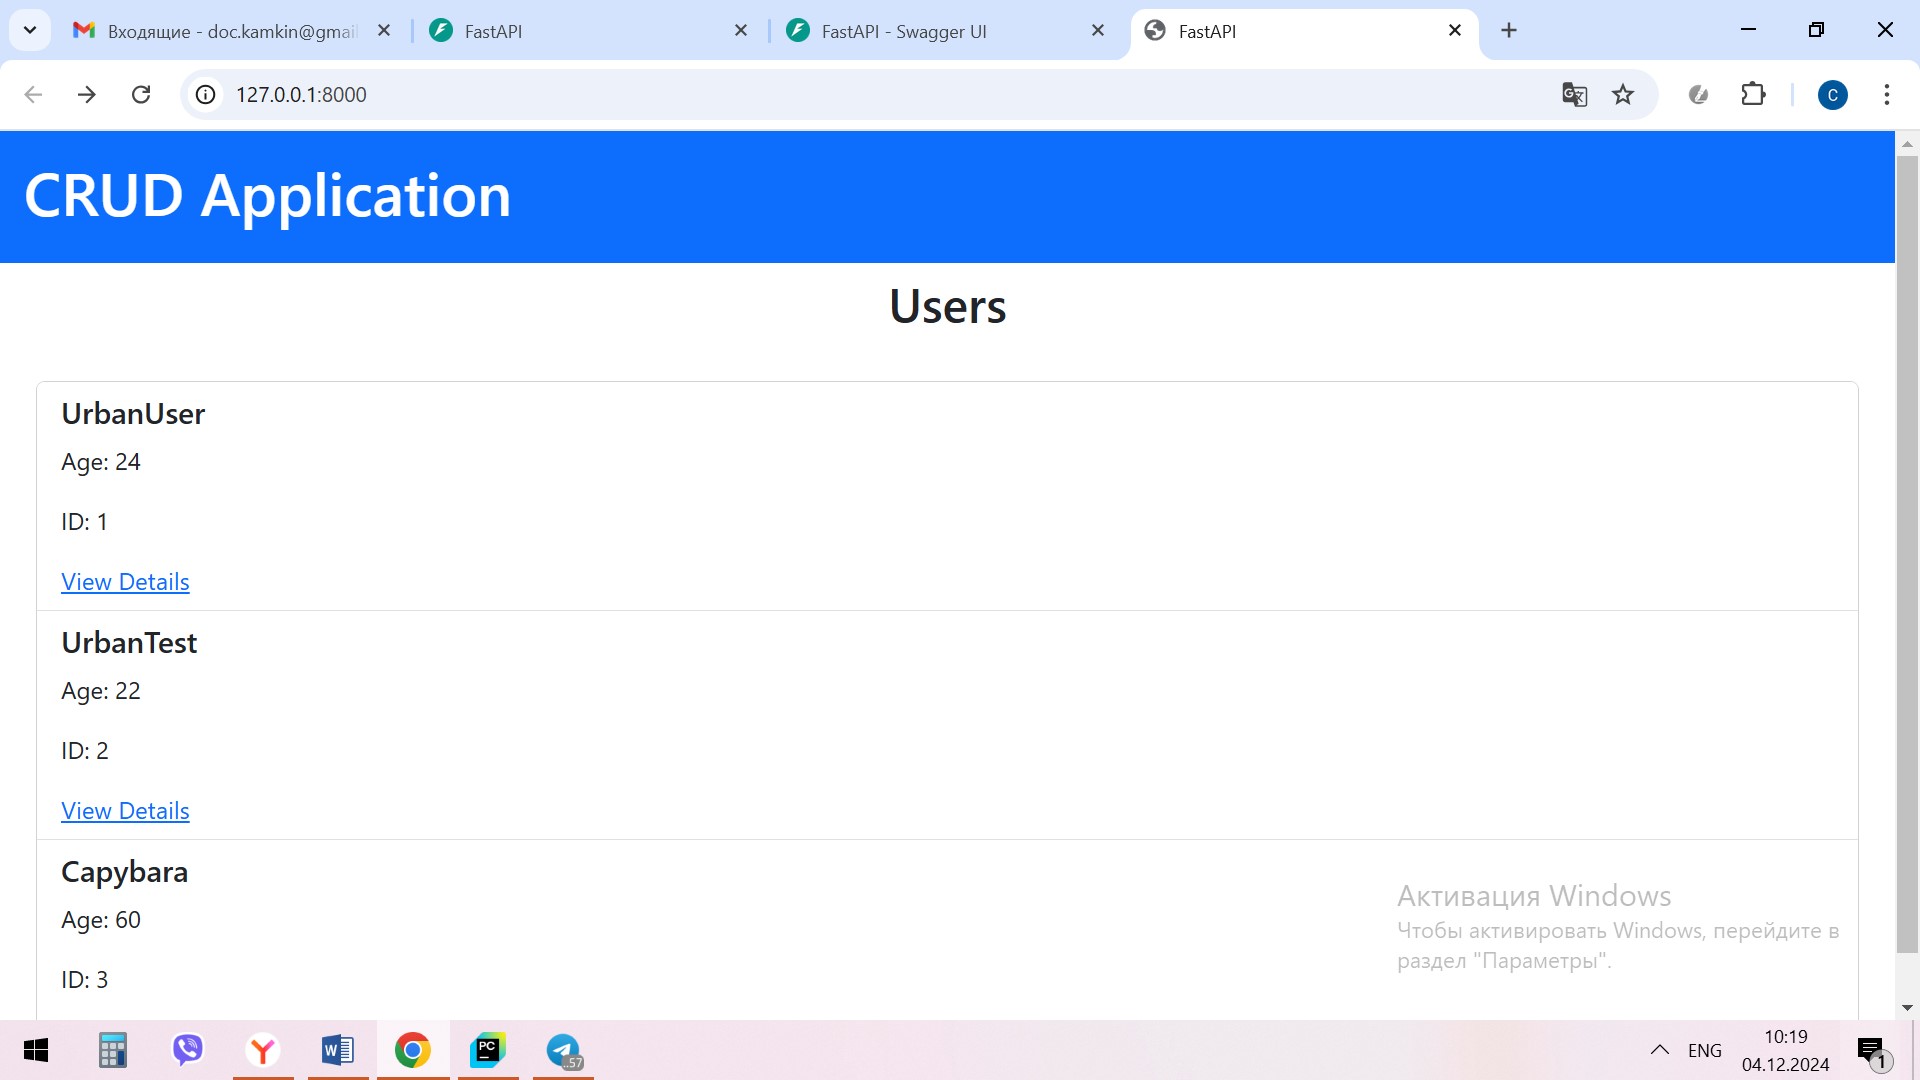 Входящие - doc.kamkin@gmai
FastAPI
FastAPI - Swagger UI
FastAPI
127.0.0.1:8000
C
CRUD Application
Users
UrbanUser
Age: 24
ID: 1
View Details
UrbanTest
Age: 22
ID: 2
View Details
Capybara
Age: 60
ID: 3
Активация Windows
Чтобы активировать Windows, перейдите в
раздел "Параметры".
PC
..57
ENG
10:19
04.12.2024
1